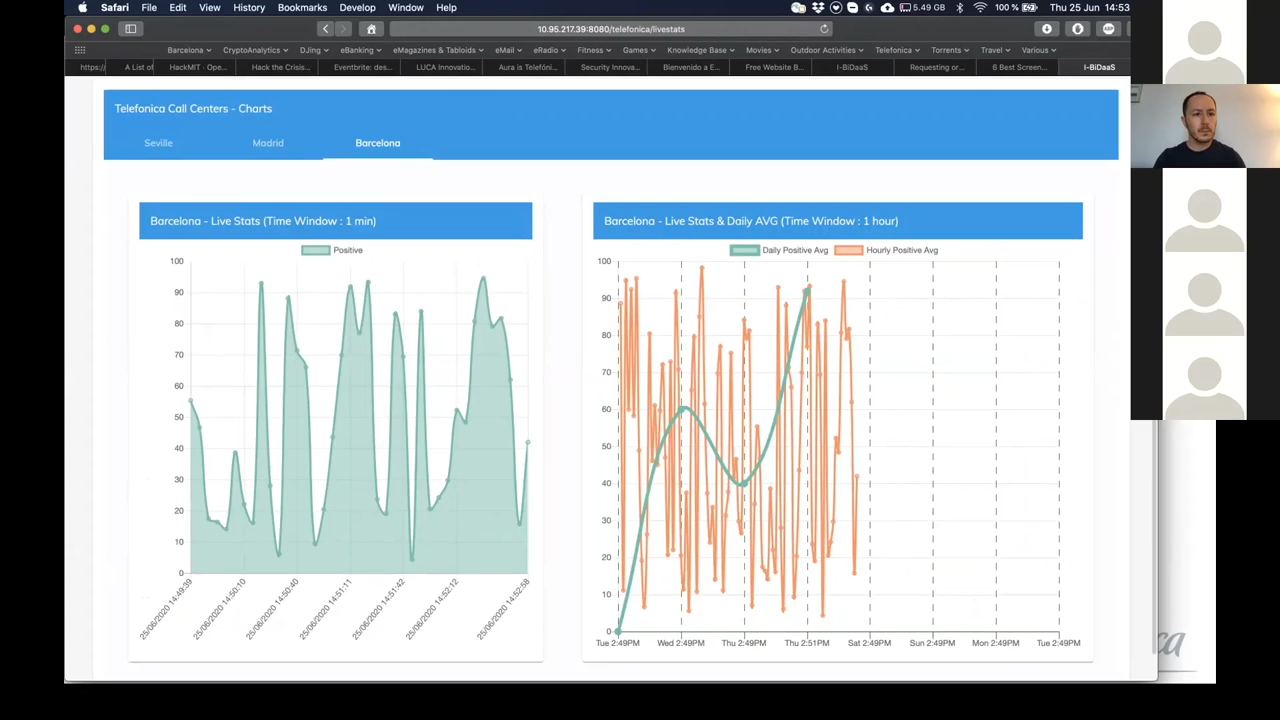 Safari File Edit View History Bookmarks Develop Window Help 5.49 GB 100 % Thu 25 Jun 14:53
10.95.217.39:8080/telefonica/livestats
Barcelona CryptoAnalytics DJing eBanking eMagazines & Tabloids eMail eRadio Fitness Games Knowledge Base Movies Outdoor Activities Telefonica Torrents Travel Various
https:/ A List of HackMIT - Ope... Hack the Crisis... Eventbrite: des... LUCA Innovatio... Aura is Telefóni... Security Innova... Bienvenido a E... Free Website B... I-BiDaaS Requesting or... 6 Best Screen... I-BiDaaS
Telefonica Call Centers - Charts
Seville Madrid Barcelona
Barcelona - Live Stats (Time Window : 1 min)
Positive
100
90
80
70
60
50
40
30
20
10
0
25/06/2020 14:49:39
25/06/2020 14:50:10
25/06/2020 14:50:40
25/06/2020 14:51:11
25/06/2020 14:51:42
25/06/2020 14:52:12
25/06/2020 14:52:58
Barcelona - Live Stats & Daily AVG (Time Window : 1 hour)
Daily Positive Avg Hourly Positive Avg
100
90
80
70
60
50
40
30
20
10
0
Tue 2:49PM Wed 2:49PM Thu 2:49PM Thu 2:51PM Sat 2:49PM Sun 2:49PM Mon 2:49PM Tue 2:49PM